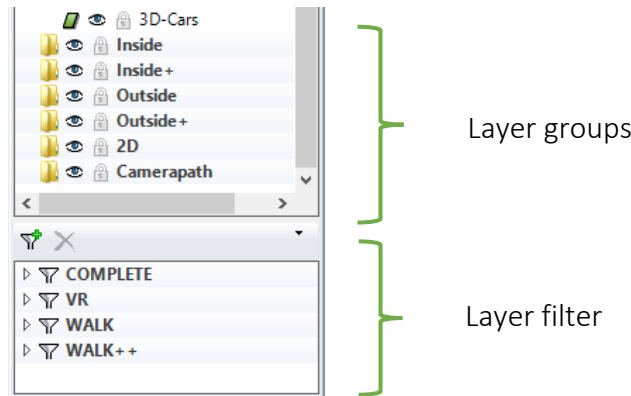 3D-Cars
Inside
Inside+
Outside
Outside+
2D
Camerapath
Layer groups
COMPLETE
VR
WALK
WALK++
Layer filter